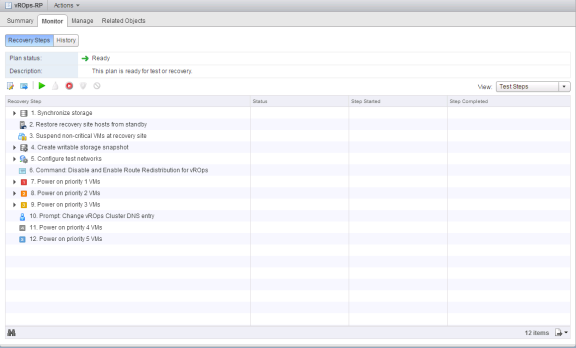 vROps-RP Actions
Summary Monitor Manage Related Objects
Recovery Steps History
Plan status: Ready
Description: This plan is ready for test or recovery.
View: Test Steps
Recovery Step Status Step Started Step Completed
1. Synchronize storage
2. Restore recovery site hosts from standby
3. Suspend non-critical VMs at recovery site
4. Create writable storage snapshot
5. Configure test networks
6. Command: Disable and Enable Route Redistribution for vROps
7. Power on priority 1 VMs
8. Power on priority 2 VMs
9. Power on priority 3 VMs
10. Prompt: Change vROps Cluster DNS entry
11. Power on priority 4 VMs
12. Power on priority 5 VMs
12 items